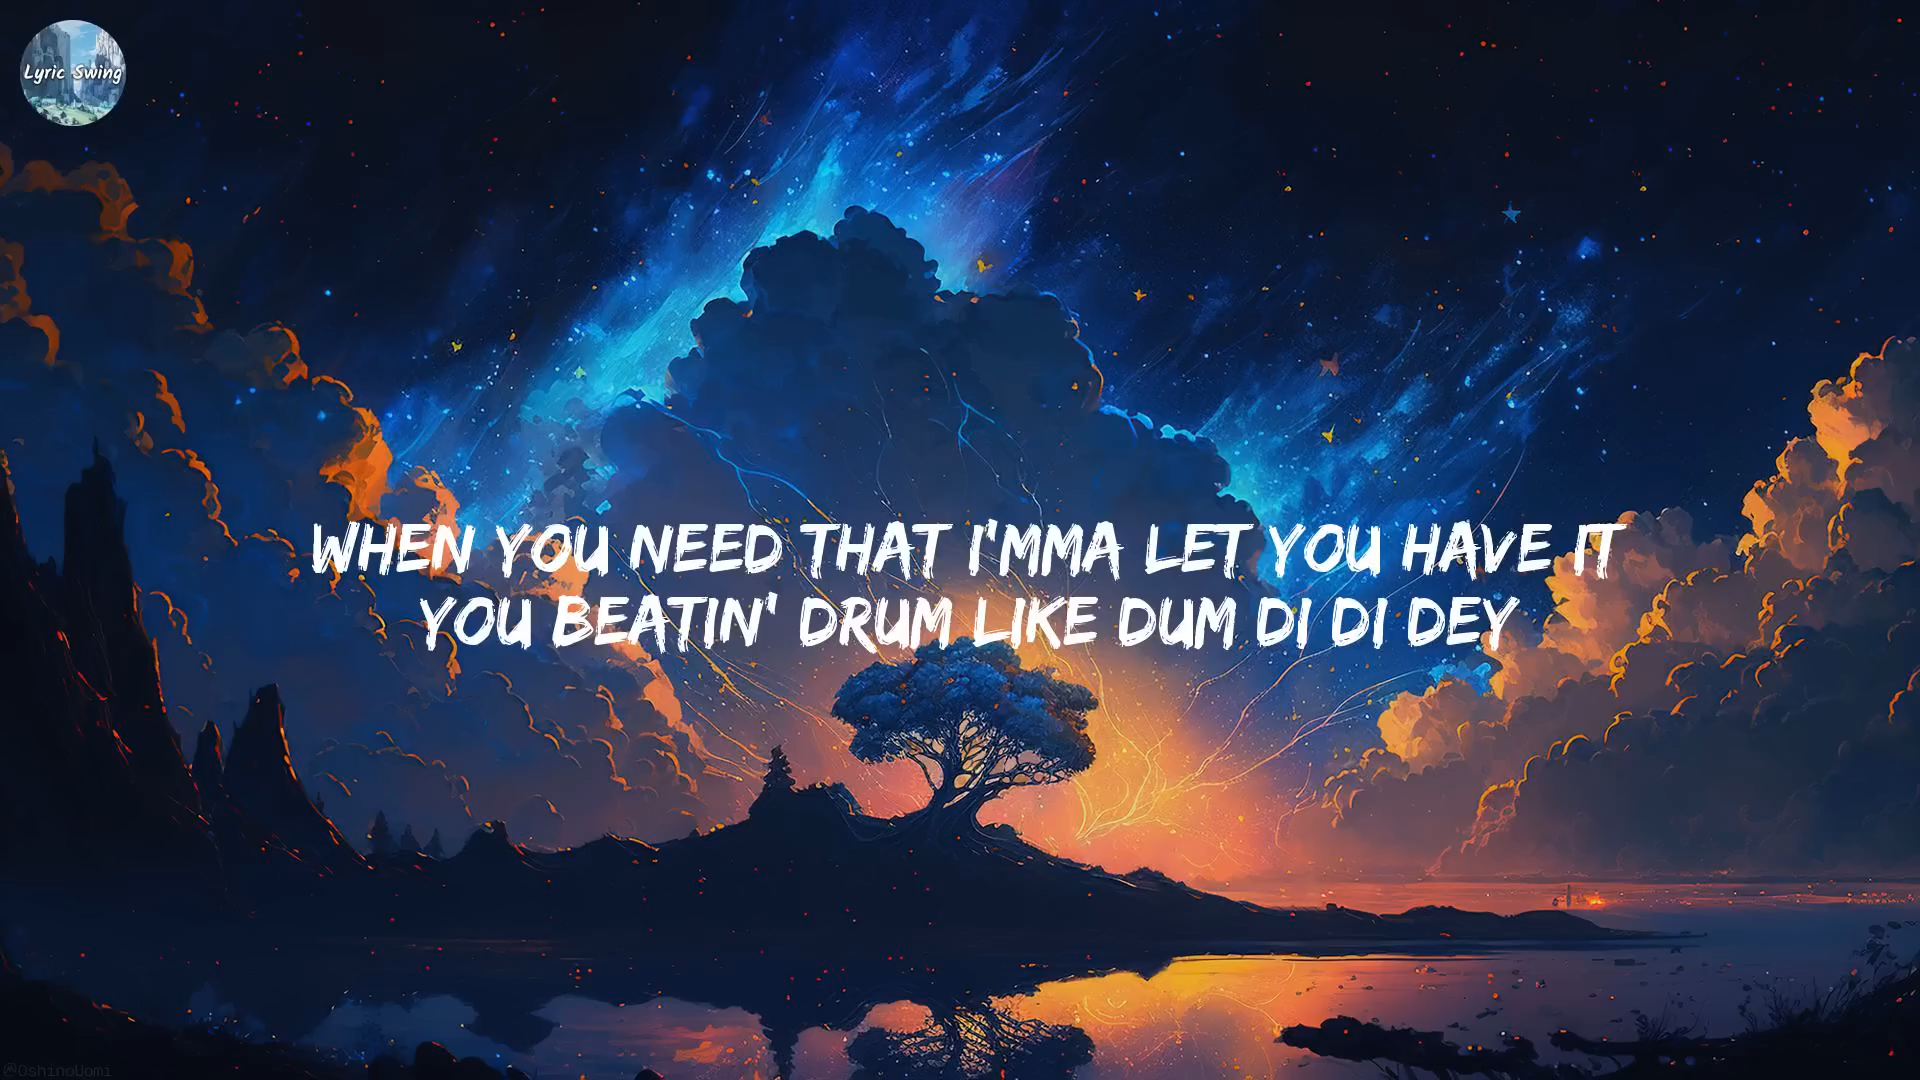 Lyric Swing
WHEN YOU NEED THAT I'MMA LET YOU HAVE IT
YOU BEATIN' DRUM LIKE DUM DI DI DEY
@OshinoUomi